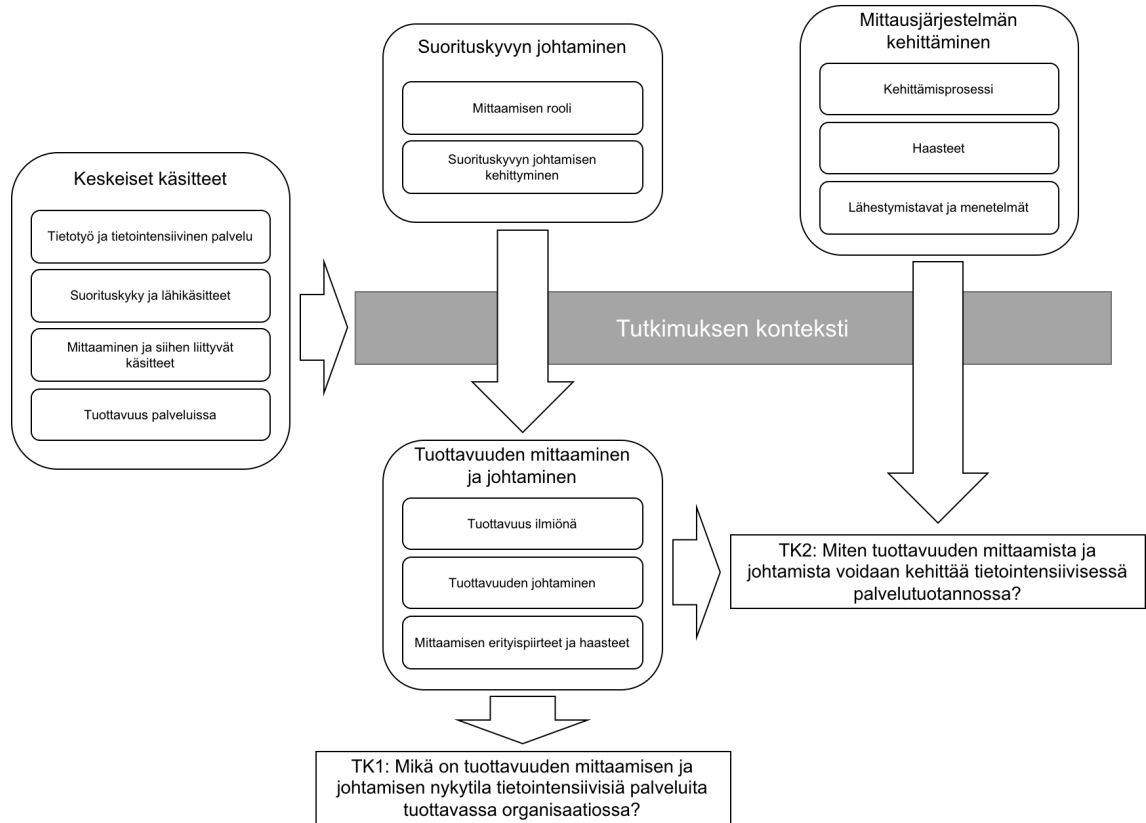 Keskeiset käsitteet
Tietotyö ja tietointensiivinen palvelu
Suorituskyky ja lähikäsitteet
Mittaaminen ja siihen liittyvät
käsitteet
Tuottavuus palveluissa
Suorituskyvyn johtaminen
Mittaamisen rooli
Suorituskyvyn johtamisen
kehittyminen
Mittausjärjestelmän
kehittäminen
Kehittämisprosessi
Haasteet
Lähestymistavat ja menetelmät
Tutkimuksen konteksti
Tuottavuuden mittaaminen
ja johtaminen
Tuottavuus ilmiönä
Tuottavuuden johtaminen
Mittaamisen erityispiirteet ja haasteet
TK2: Miten tuottavuuden mittaamista ja
johtamista voidaan kehittää tietointensiivisessä
palvelutuotannossa?
TK1: Mikä on tuottavuuden mittaamisen ja
johtamisen nykytila tietointensiivisiä palveluita
tuottavassa organisaatiossa?